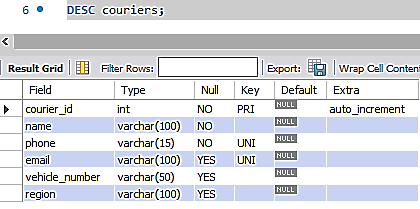 6 DESC couriers;
Result Grid Filter Rows: Export: Wrap Cell Conten
Field Type Null Key Default Extra
courier_id int NO PRI NULL auto_increment
name varchar(100) NO NULL
phone varchar(15) NO UNI NULL
email varchar(100) YES UNI NULL
vehicle_number varchar(50) YES NULL
region varchar(100) YES NULL